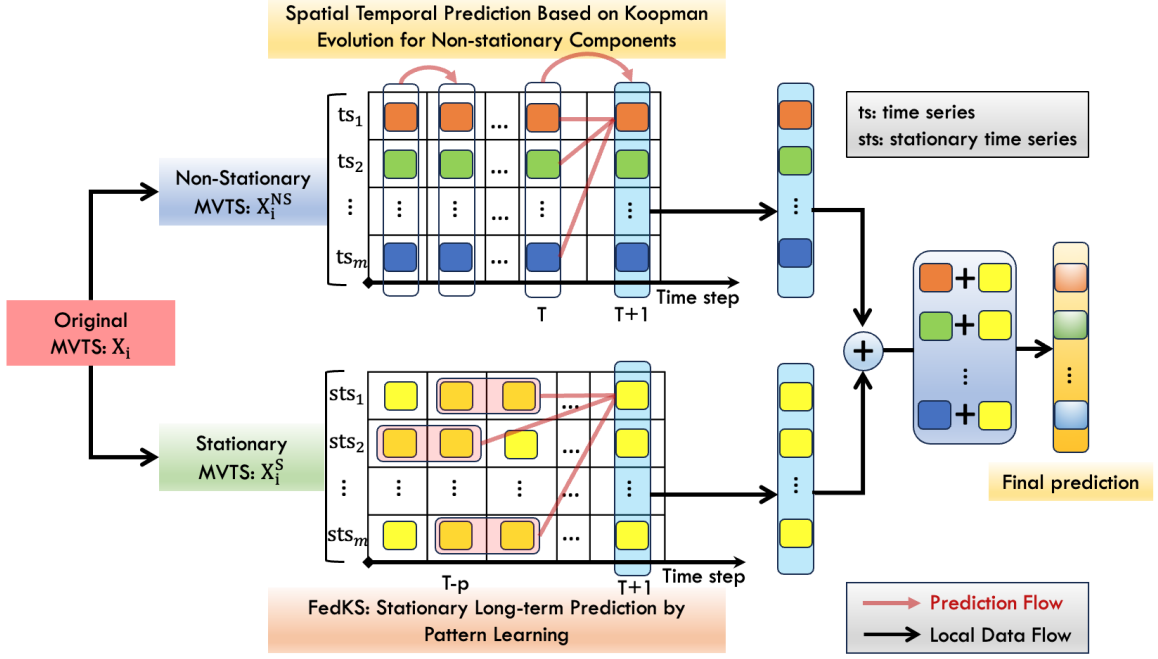 Spatial Temporal Prediction Based on Koopman
Evolution for Non-stationary Components
ts₁
ts₂
⋮
tsₘ
...
...
...
T
T+1
Time step
ts: time series
sts: stationary time series
Non-Stationary
MVTS: Xᵢᴺˢ
Original
MVTS: Xᵢ
Stationary
MVTS: Xᵢˢ
sts₁
sts₂
⋮
stsₘ
...
...
...
T-p
T+1
Time step
FedKS: Stationary Long-term Prediction by
Pattern Learning
+
+
+
⋮
+
Final prediction
Prediction Flow
Local Data Flow